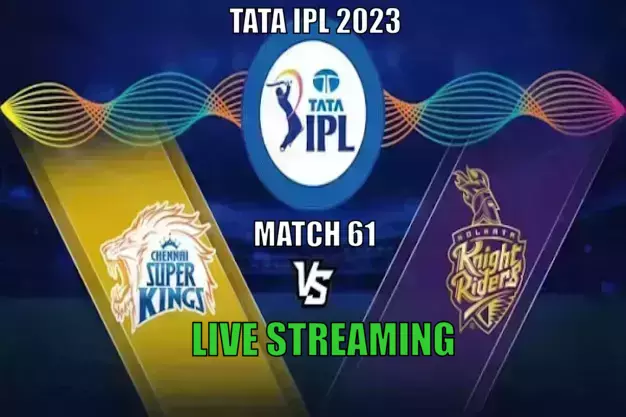 TATA IPL 2023
TATA
IPL
MATCH 61
CHENNAI
SUPER
KINGS
VS
KOLKATA
Knight
Riders
LIVE STREAMING